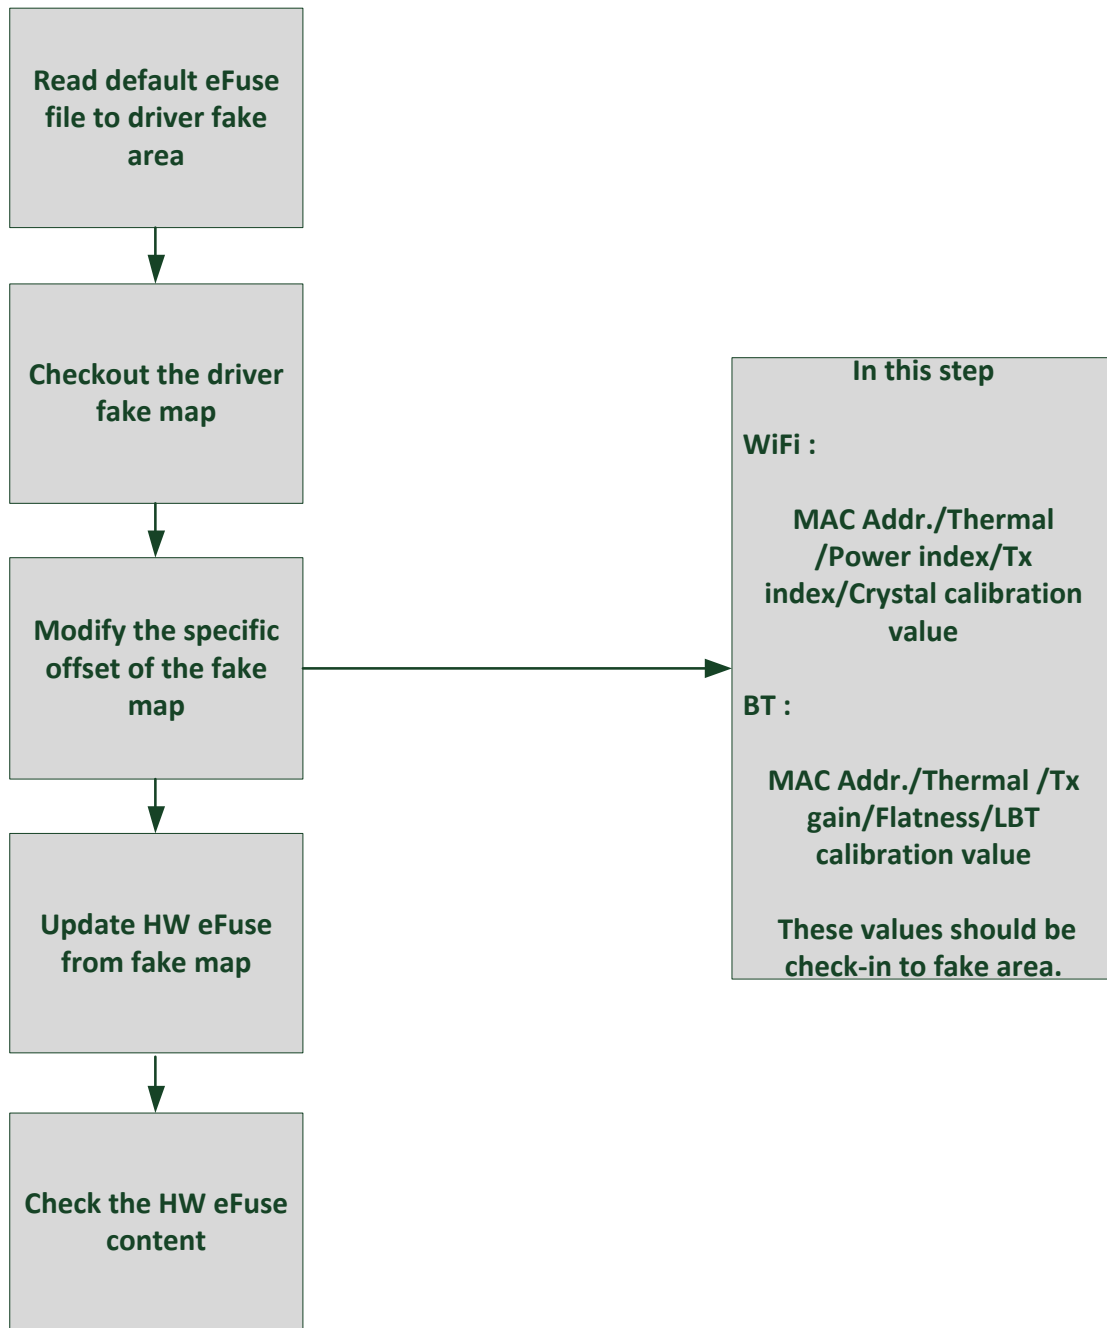 Read default eFuse
file to driver fake
area
Checkout the driver
fake map
Modify the specific
offset of the fake
map
Update HW eFuse
from fake map
Check the HW eFuse
content
In this step
WiFi :
MAC Addr./Thermal
/Power index/Tx
index/Crystal calibration
value
BT :
MAC Addr./Thermal /Tx
gain/Flatness/LBT
calibration value
These values should be
check-in to fake area.